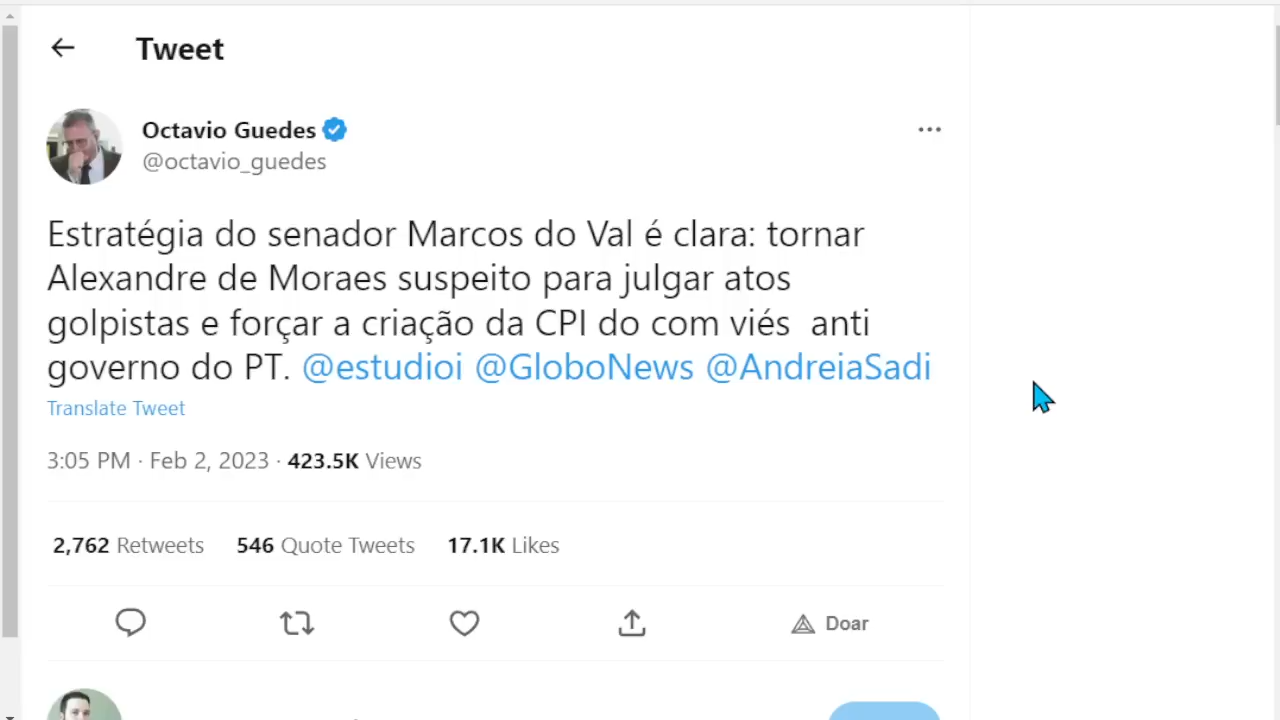 Tweet
Octavio Guedes
@octavio_guedes
Estratégia do senador Marcos do Val é clara: tornar
Alexandre de Moraes suspeito para julgar atos
golpistas e forçar a criação da CPI do com viés  anti
governo do PT. @estudioi @GloboNews @AndreiaSadi
Translate Tweet
3:05 PM · Feb 2, 2023 · 423.5K Views
2,762 Retweets 546 Quote Tweets 17.1K Likes
Doar